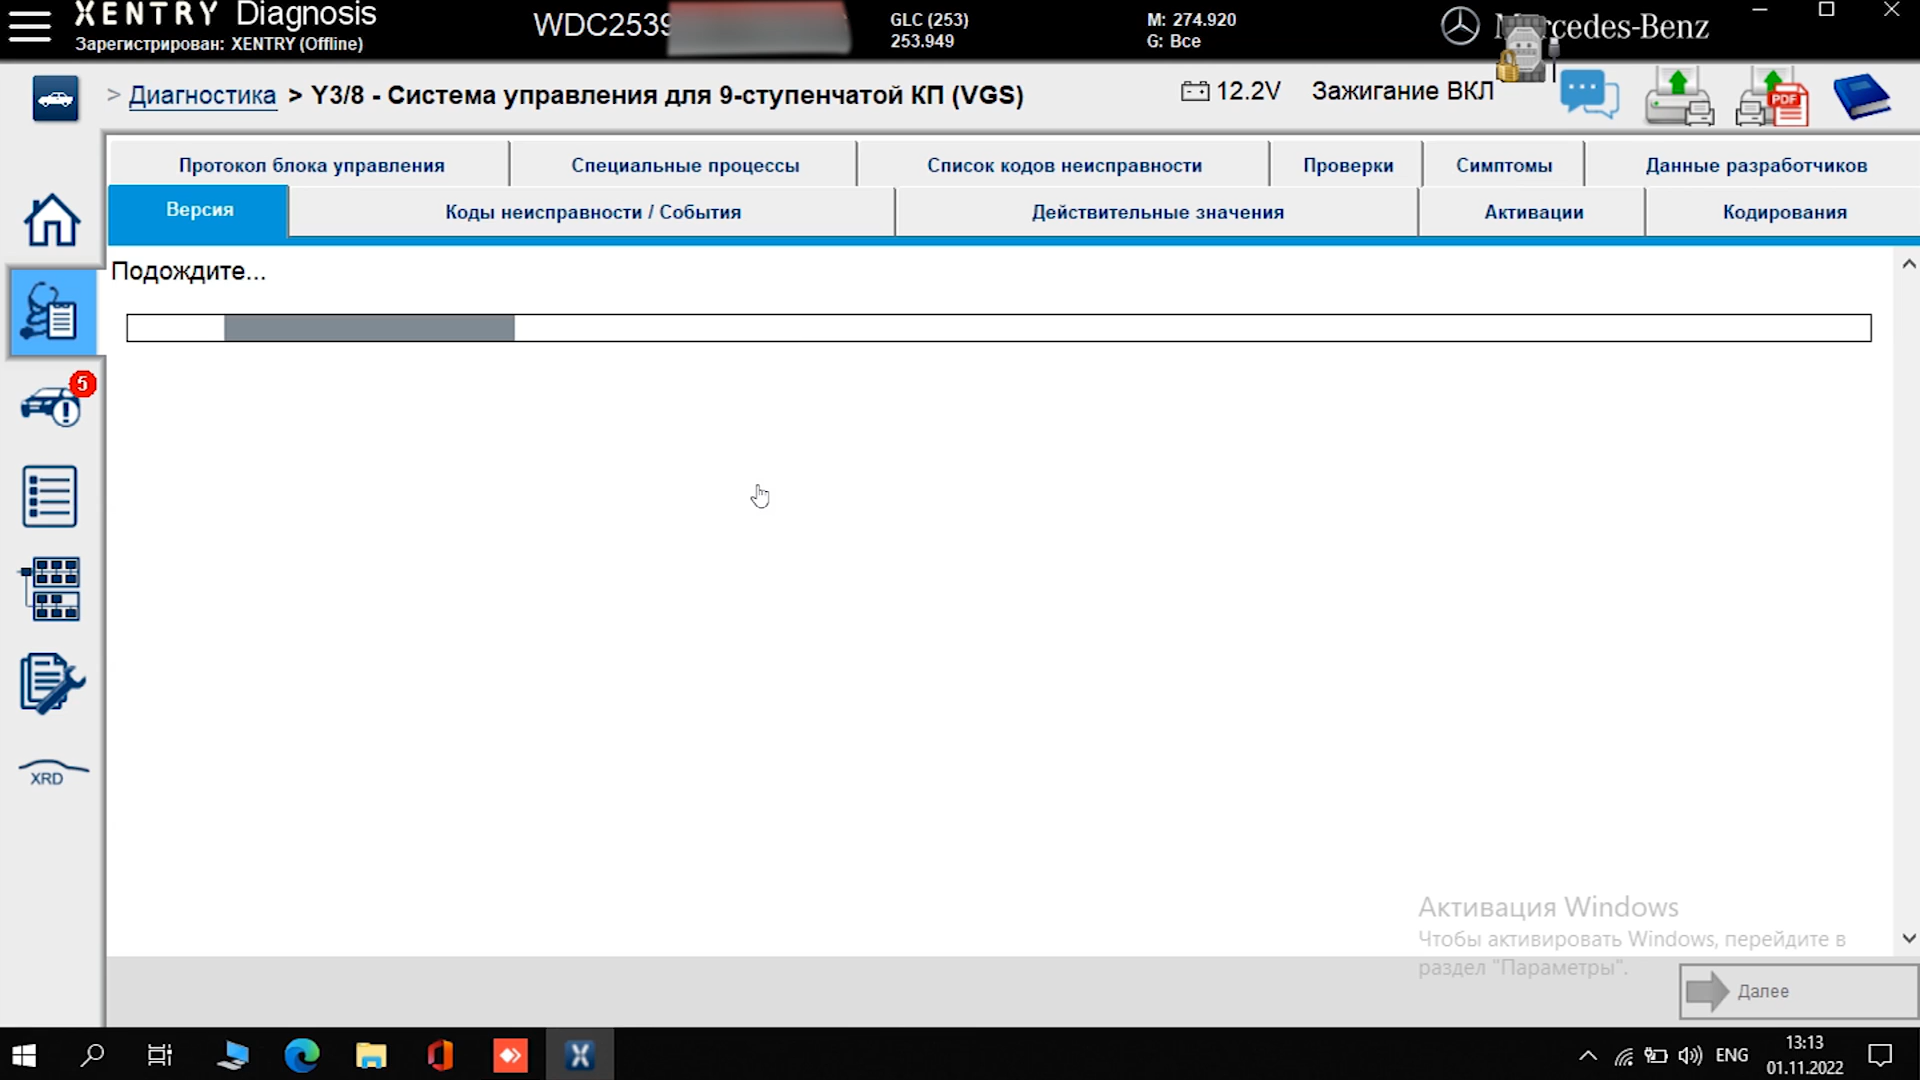 XENTRY Diagnosis
Зарегистрирован: XENTRY (Offline)
WDC2539
GLC (253)
253.949
M: 274.920
G: Все
Mercedes-Benz
> Диагностика > Y3/8 - Система управления для 9-ступенчатой КП (VGS)
12.2V
Зажигание ВКЛ
PDF
Протокол блока управления
Специальные процессы
Список кодов неисправности
Проверки
Симптомы
Данные разработчиков
Версия
Коды неисправности / События
Действительные значения
Активации
Кодирования
Подождите...
5
XRD
Активация Windows
Чтобы активировать Windows, перейдите в
раздел "Параметры".
Далее
X
ENG
13:13
01.11.2022